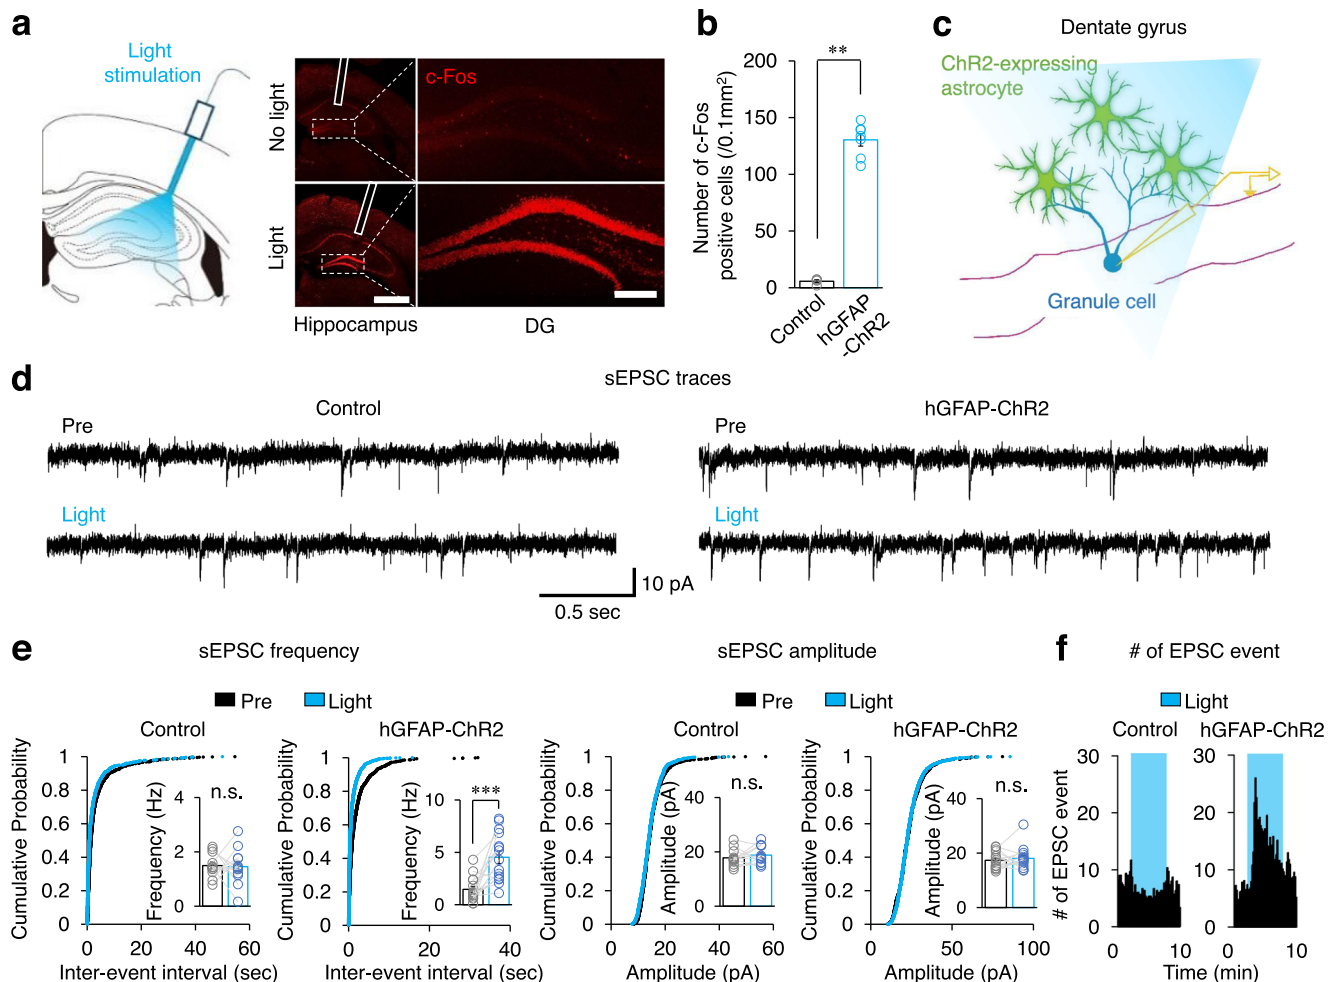 a
Light
stimulation
No light
Light
c-Fos
Hippocampus
DG
b
Number of c-Fos
positive cells (/0.1mm²)
200
150
100
50
0
**
Control
hGFAP
-ChR2
c
Dentate gyrus
ChR2-expressing
astrocyte
Granule cell
d
sEPSC traces
Control
hGFAP-ChR2
Pre
Pre
Light
Light
10 pA
0.5 sec
e
sEPSC frequency
Pre
Light
Control
Cumulative Probability
1
0.8
0.6
0.4
0.2
0
0
20
40
60
Inter-event interval (sec)
n.s.
Frequency (Hz)
4
2
0
hGFAP-ChR2
Cumulative Probability
1
0.8
0.6
0.4
0.2
0
0
20
40
Inter-event interval (sec)
***
Frequency (Hz)
10
5
0
sEPSC amplitude
Pre
Light
Control
Cumulative Probability
1
0.8
0.6
0.4
0.2
0
0
20
40
60
Amplitude (pA)
n.s.
Amplitude (pA)
40
20
0
hGFAP-ChR2
Cumulative Probability
1
0.8
0.6
0.4
0.2
0
0
50
100
Amplitude (pA)
n.s.
Amplitude (pA)
40
20
0
f
# of EPSC event
Light
Control
hGFAP-ChR2
# of EPSC event
30
20
10
0
30
20
10
0
0
10
0
10
Time (min)